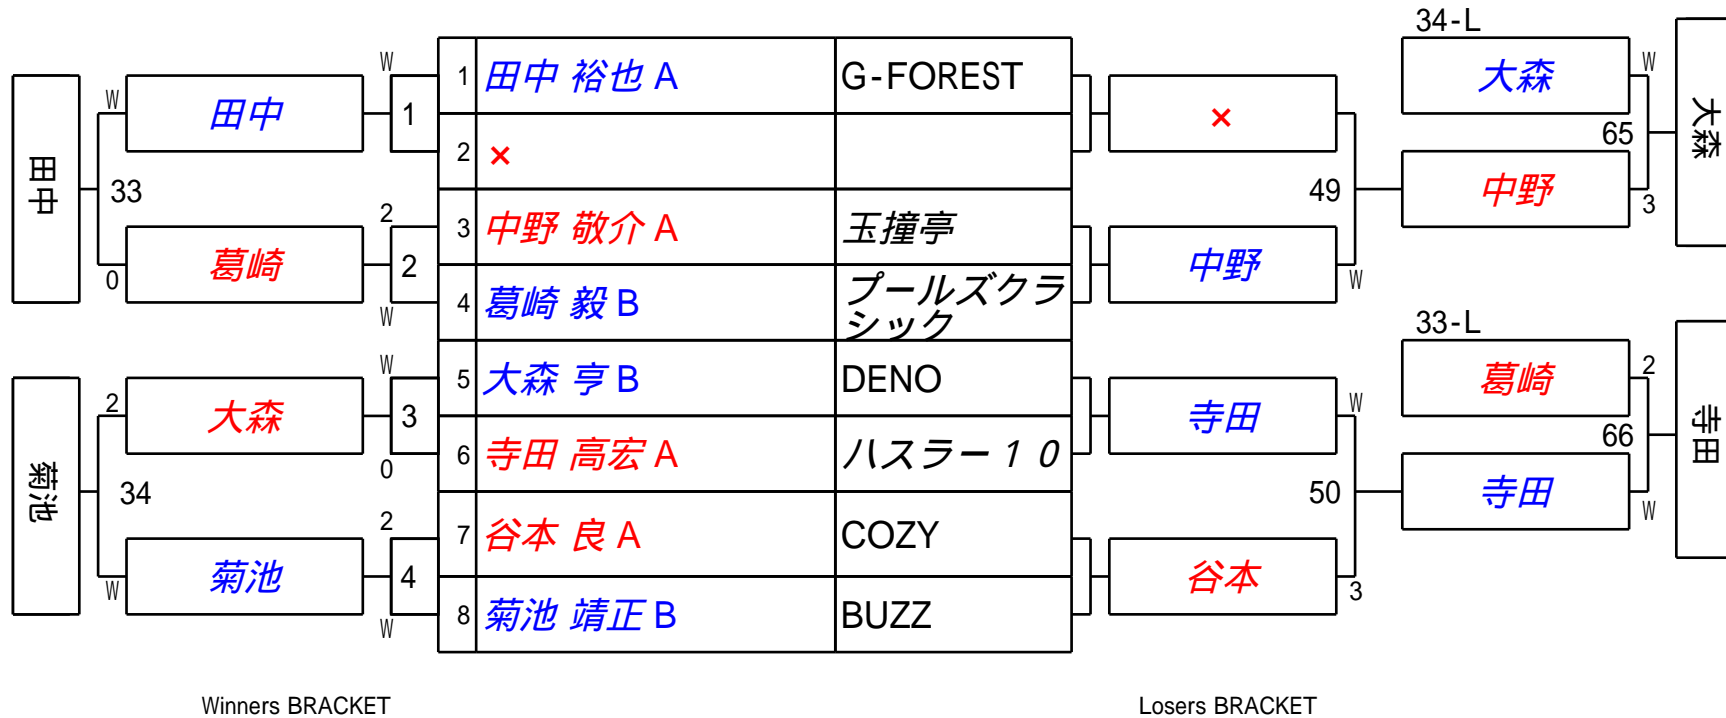 34-L
W
1 田中 裕也 A G-FOREST
W
大森
W
田中
1
×
65
大森
2 ×
田中
33
49
中野
3
2
3 中野 敬介 A 玉撞亭
0
葛崎
2
中野
W
W
4 葛崎 毅 B プールズクラ
シック
33-L
W
5 大森 亨 B DENO
葛崎
2
2
大森
3
寺田
W
66
寺田
0
6 寺田 高宏 A ハスラー１０
菊池
34
50
寺田
W
2
7 谷本 良 A COZY
W
菊池
4
谷本
3
W
8 菊池 靖正 B BUZZ
Winners BRACKET
Losers BRACKET